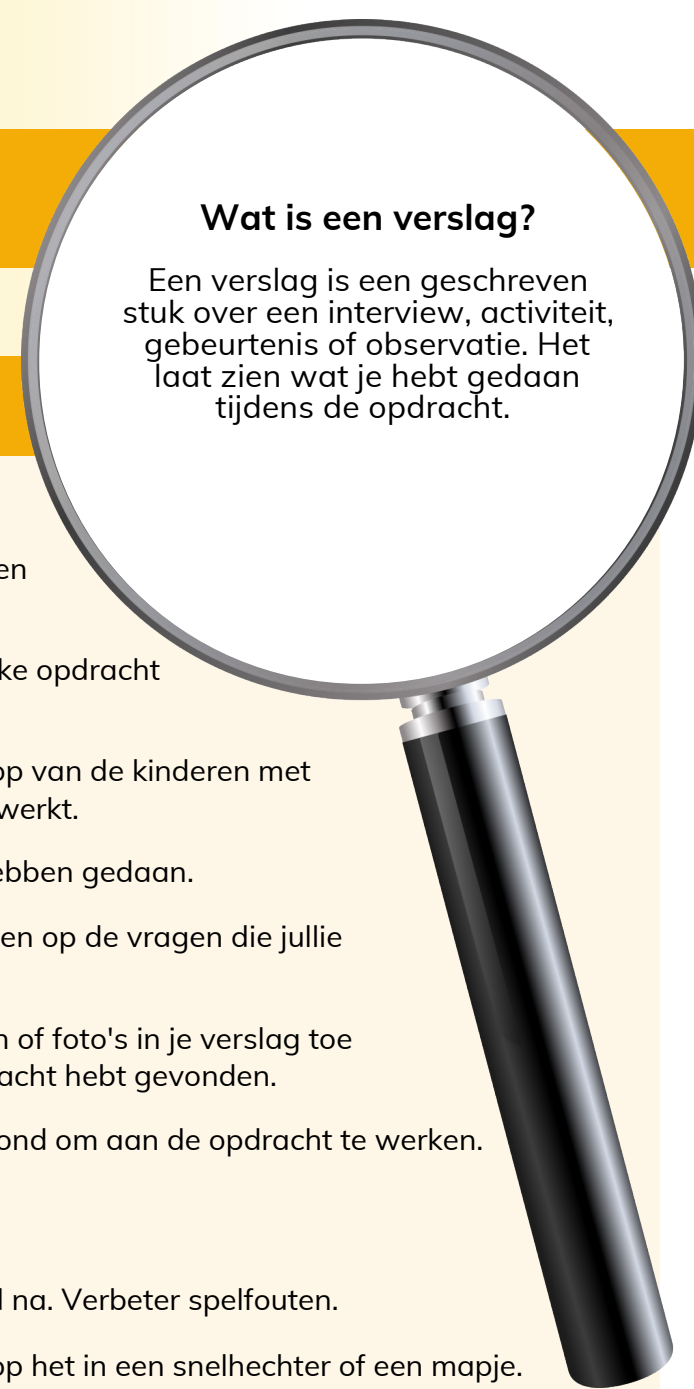 Wat is een verslag?
Een verslag is een geschreven
stuk over een interview, activiteit,
gebeurtenis of observatie. Het
laat zien wat je hebt gedaan
tijdens de opdracht.
en
ke opdracht
op van de kinderen met
werkt.
ebben gedaan.
en op de vragen die jullie
n of foto's in je verslag toe
acht hebt gevonden.
ond om aan de opdracht te werken.
l na. Verbeter spelfouten.
op het in een snelhechter of een mapje.